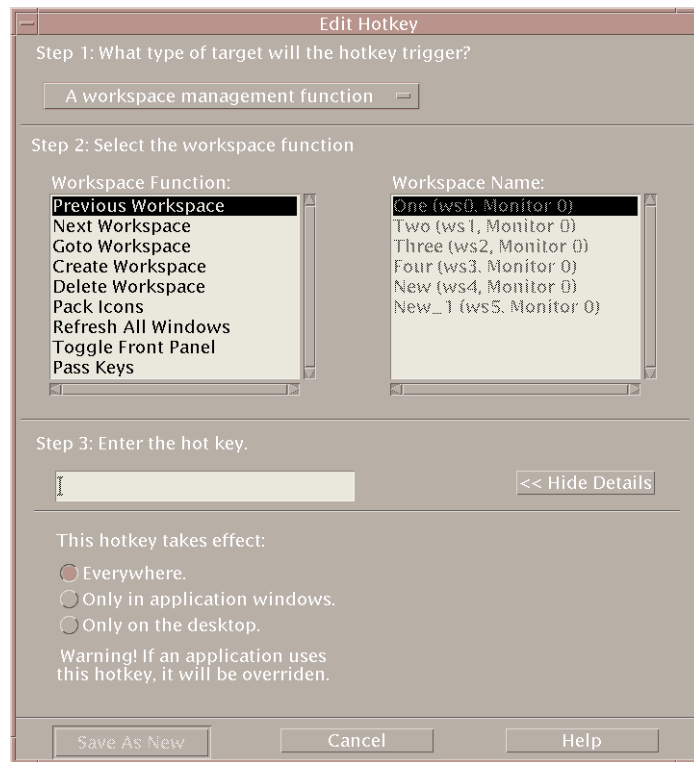 Edit Hotkey
Step 1: What type of target will the hotkey trigger?
A workspace management function
Step 2: Select the workspace function
Workspace Function:
Previous Workspace
Next Workspace
Goto Workspace
Create Workspace
Delete Workspace
Pack Icons
Refresh All Windows
Toggle Front Panel
Pass Keys
Workspace Name:
One (ws0, Monitor 0)
Two (ws1, Monitor 0)
Three (ws2, Monitor 0)
Four (ws3, Monitor 0)
New (ws4, Monitor 0)
New_1 (ws5, Monitor 0)
Step 3: Enter the hot key.
<< Hide Details
This hotkey takes effect:
Everywhere.
Only in application windows.
Only on the desktop.
Warning! If an application uses
this hotkey, it will be overriden.
Save As New
Cancel
Help